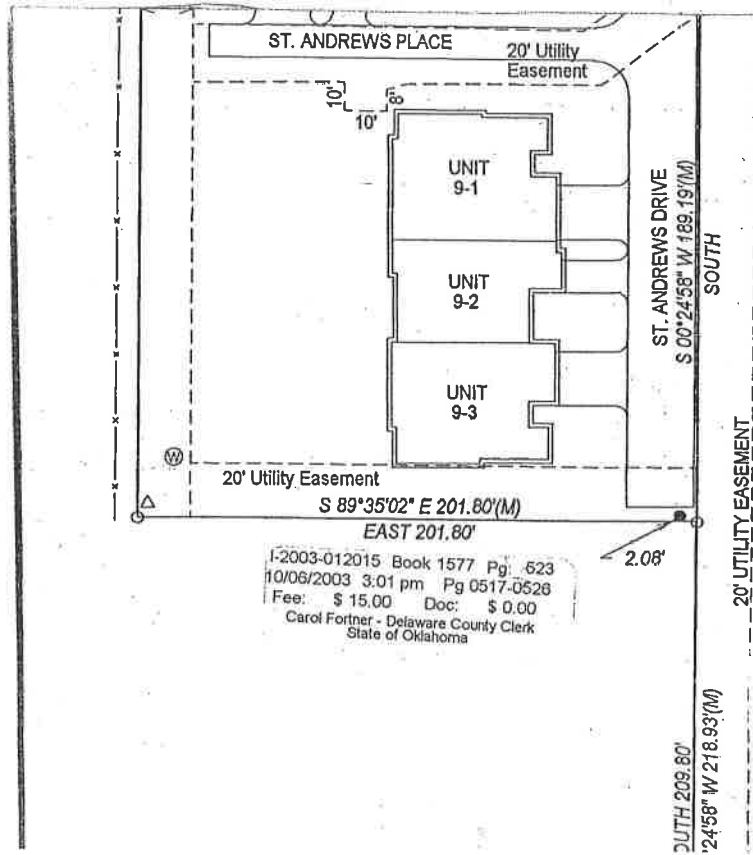 ST. ANDREWS PLACE
20' Utility
Easement
10'
10'
8"
UNIT
9-1
UNIT
9-2
UNIT
9-3
ST. ANDREWS DRIVE
S 00°24'58" W 189.19'(M)
SOUTH
W
20' Utility Easement
S 89°35'02" E 201.80'(M)
EAST 201.80'
2.08'
20' UTILITY EASEMENT
I-2003-012015 Book 1577 Pg: 623
10/06/2003 3:01 pm Pg 0517-0526
Fee: $ 15.00 Doc: $ 0.00
Carol Fortner - Delaware County Clerk
State of Oklahoma
OUTH 209.80'
'24'58" W 218.93'(M)